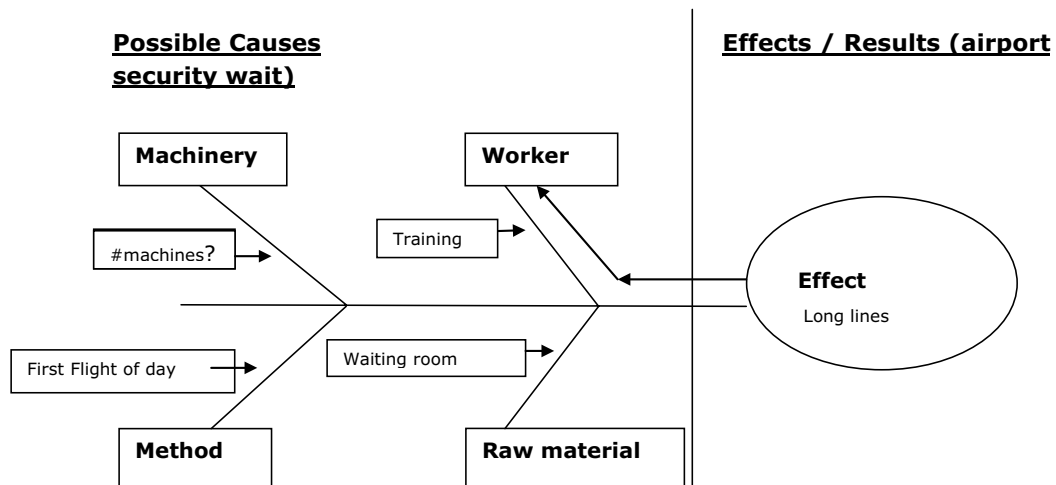 Possible Causes
security wait)
Effects / Results (airport
Machinery
Worker
#machines?
Training
Effect
Long lines
First Flight of day
Waiting room
Method
Raw material